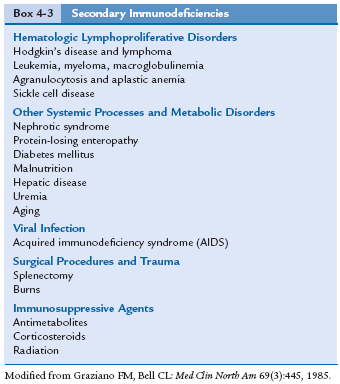 Box 4-3 Secondary Immunodeficiencies
Hematologic Lymphoproliferative Disorders
Hodgkin's disease and lymphoma
Leukemia, myeloma, macroglobulinemia
Agranulocytosis and aplastic anemia
Sickle cell disease
Other Systemic Processes and Metabolic Disorders
Nephrotic syndrome
Protein-losing enteropathy
Diabetes mellitus
Malnutrition
Hepatic disease
Uremia
Aging
Viral Infection
Acquired immunodeficiency syndrome (AIDS)
Surgical Procedures and Trauma
Splenectomy
Burns
Immunosuppressive Agents
Antimetabolites
Corticosteroids
Radiation
Modified from Graziano FM, Bell CL: Med Clin North Am 69(3):445, 1985.